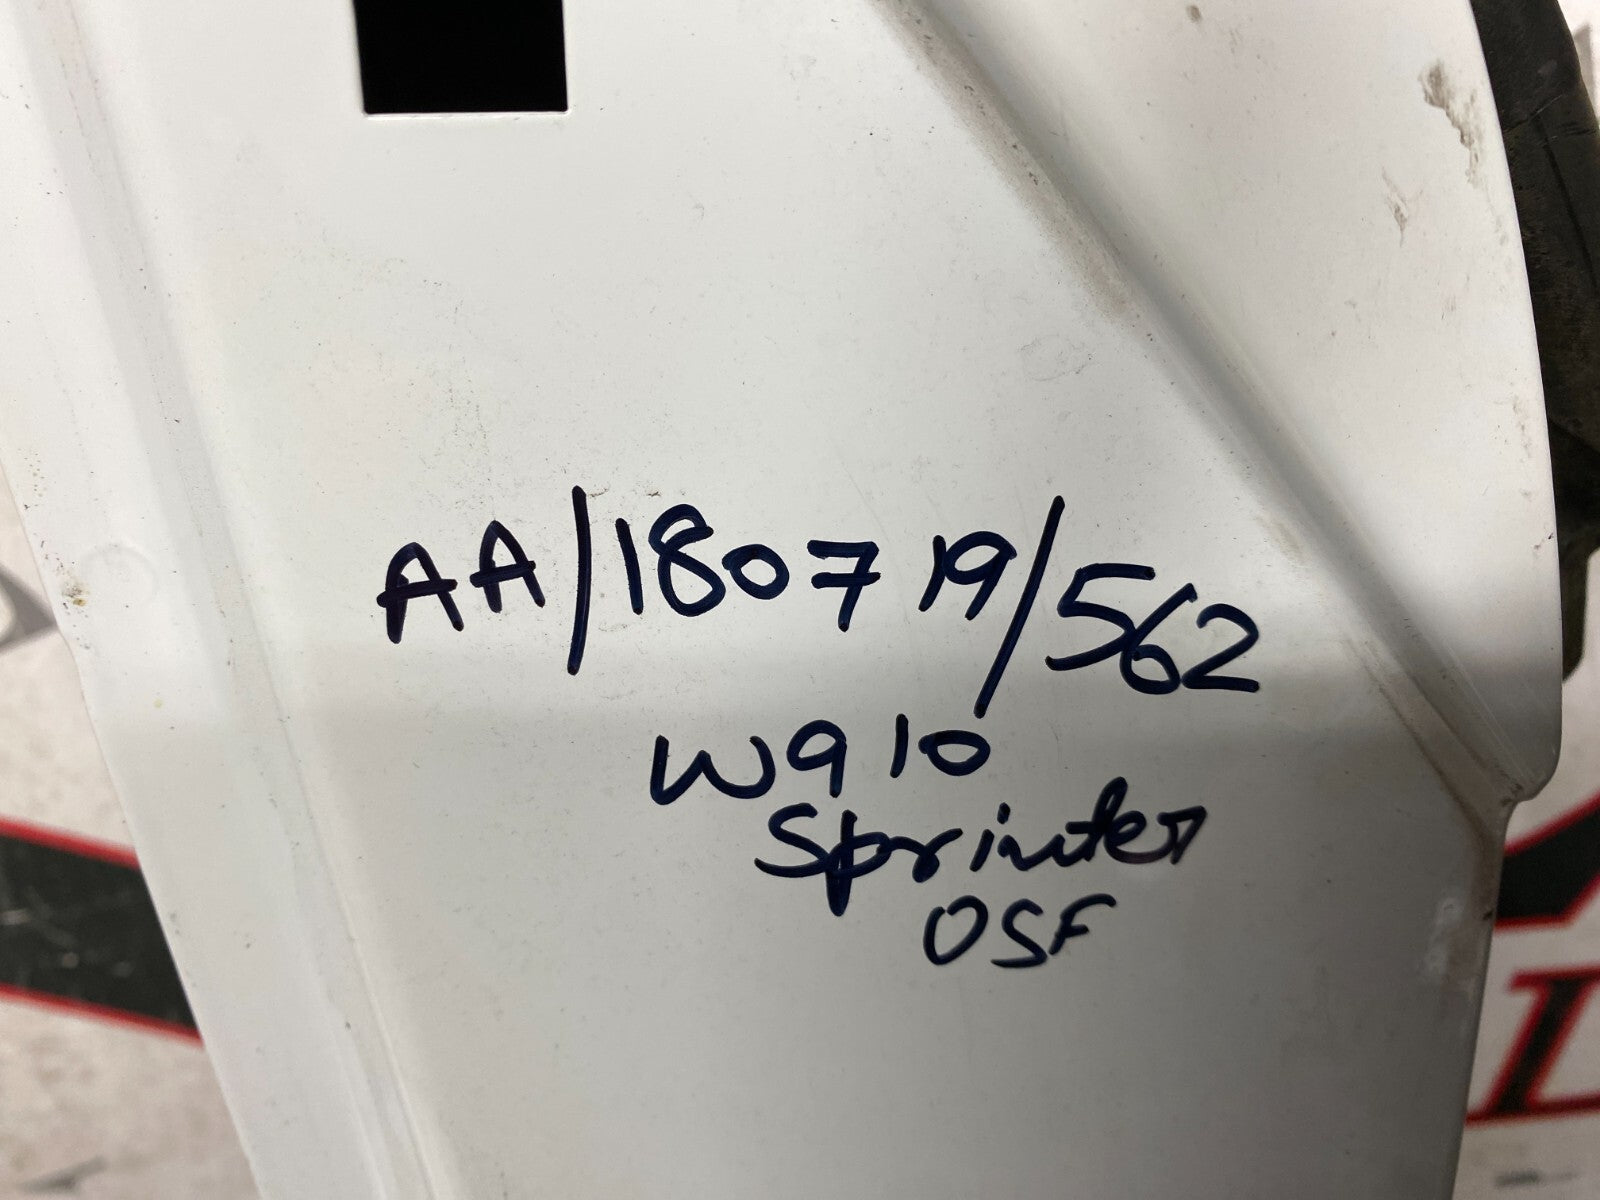 AA/180719/562
W910
Sprinter
OSF